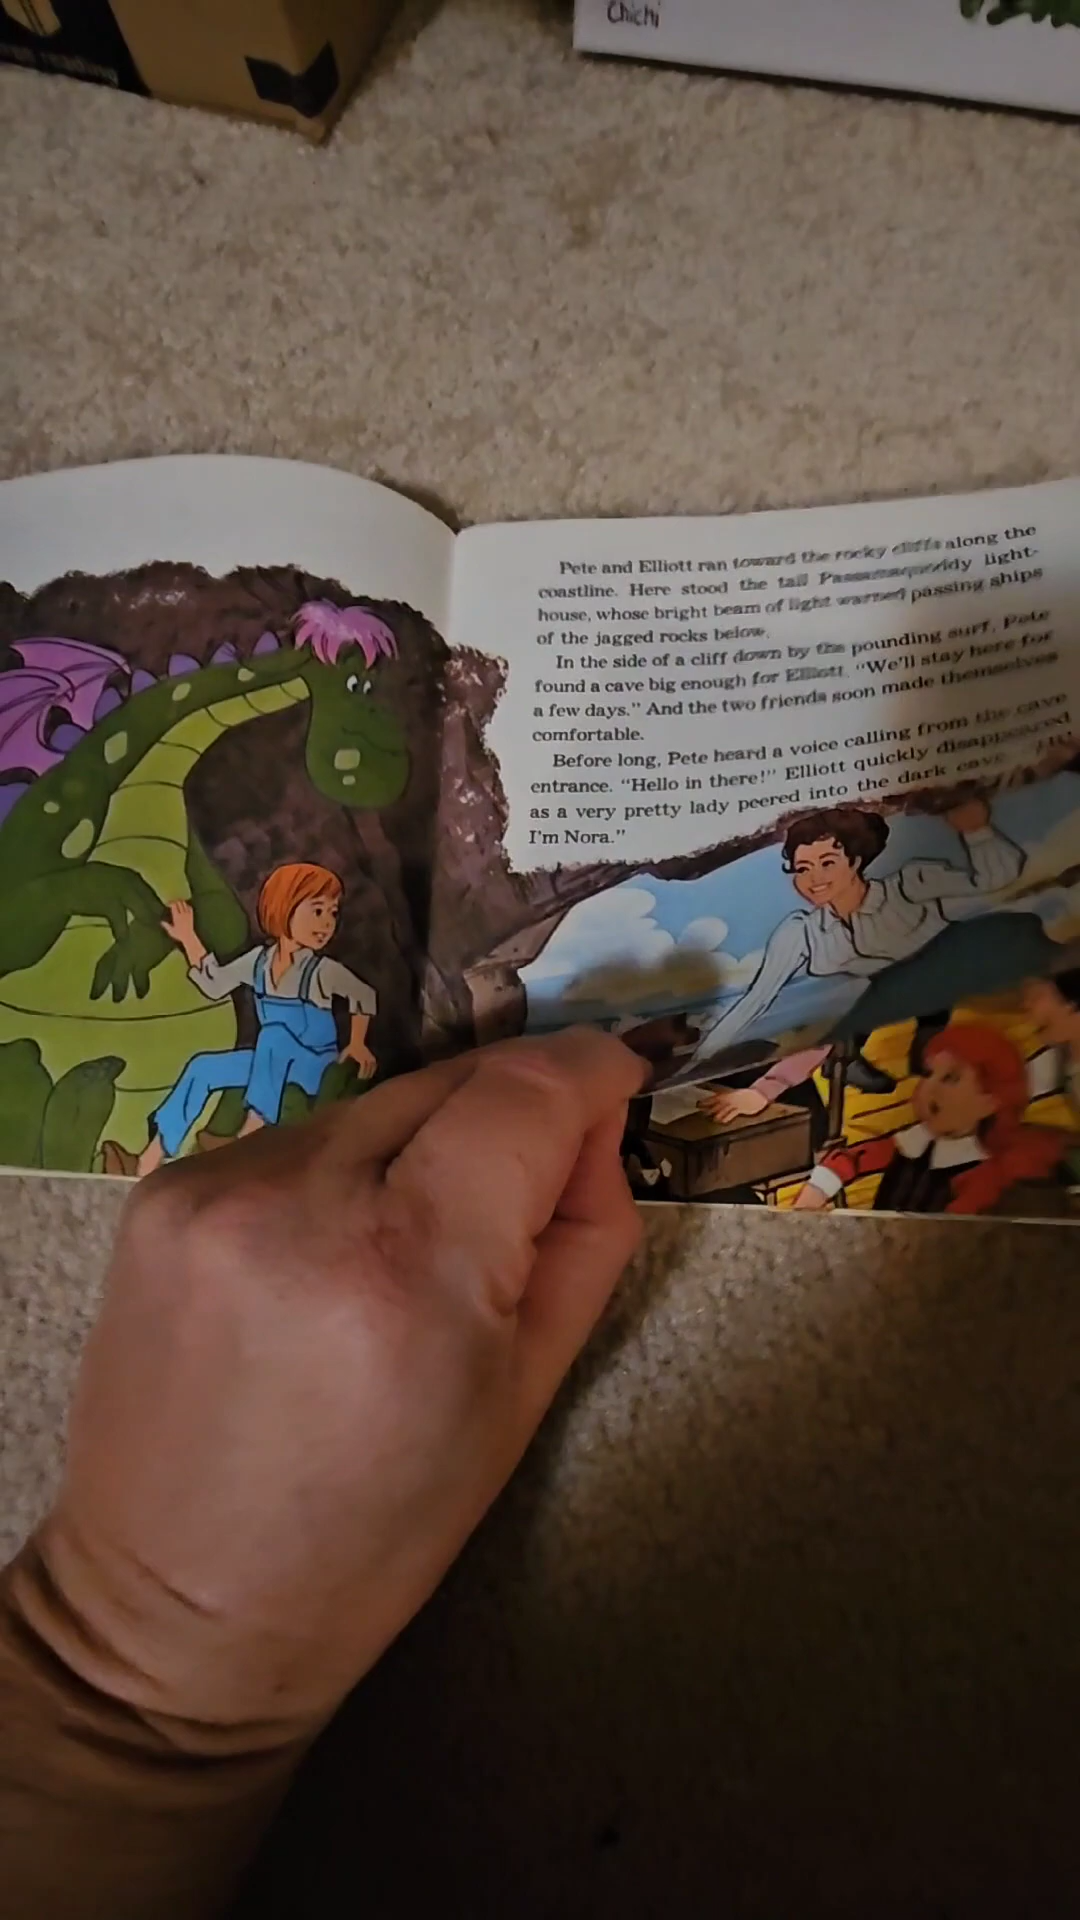 Chichi
Pete and Elliott ran toward the rocky cliffs along the
coastline. Here stood the tall Passamaquoddy light-
house, whose bright beam of light warned passing ships
of the jagged rocks below.
In the side of a cliff down by the pounding surf, Pete
found a cave big enough for Elliott. "We'll stay here for
a few days." And the two friends soon made themselves
comfortable.
Before long, Pete heard a voice calling from the cave
entrance. "Hello in there!" Elliott quickly disappeared
as a very pretty lady peered into the dark cave.
I'm Nora."